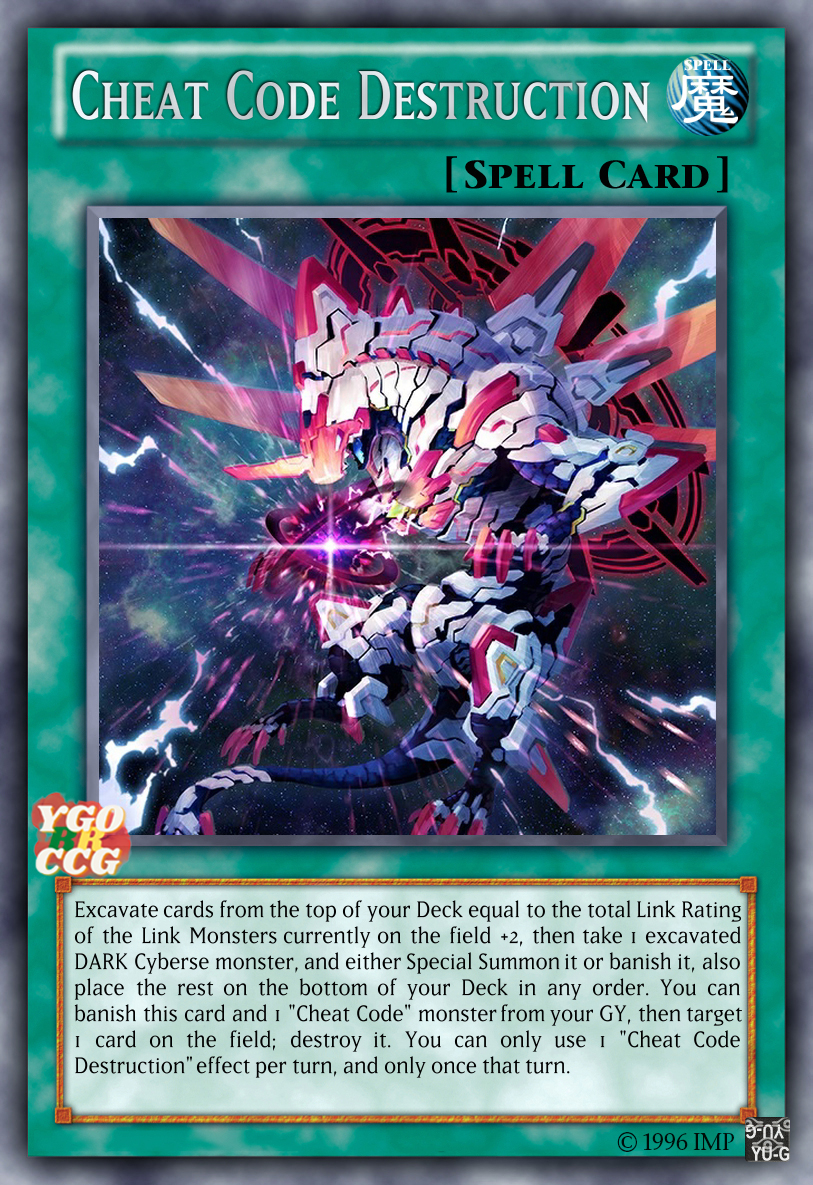 CHEAT CODE DESTRUCTION
SPELL
魔
[SPELL CARD]
YGO
CCG
Excavate cards from the top of your Deck equal to the total Link Rating
of the Link Monsters currently on the field +2, then take 1 excavated
DARK Cyberse monster, and either Special Summon it or banish it, also
place the rest on the bottom of your Deck in any order. You can
banish this card and 1 "Cheat Code" monster from your GY, then target
1 card on the field; destroy it. You can only use 1 "Cheat Code
Destruction" effect per turn, and only once that turn.
© 1996 IMP
YU-G
YU-G